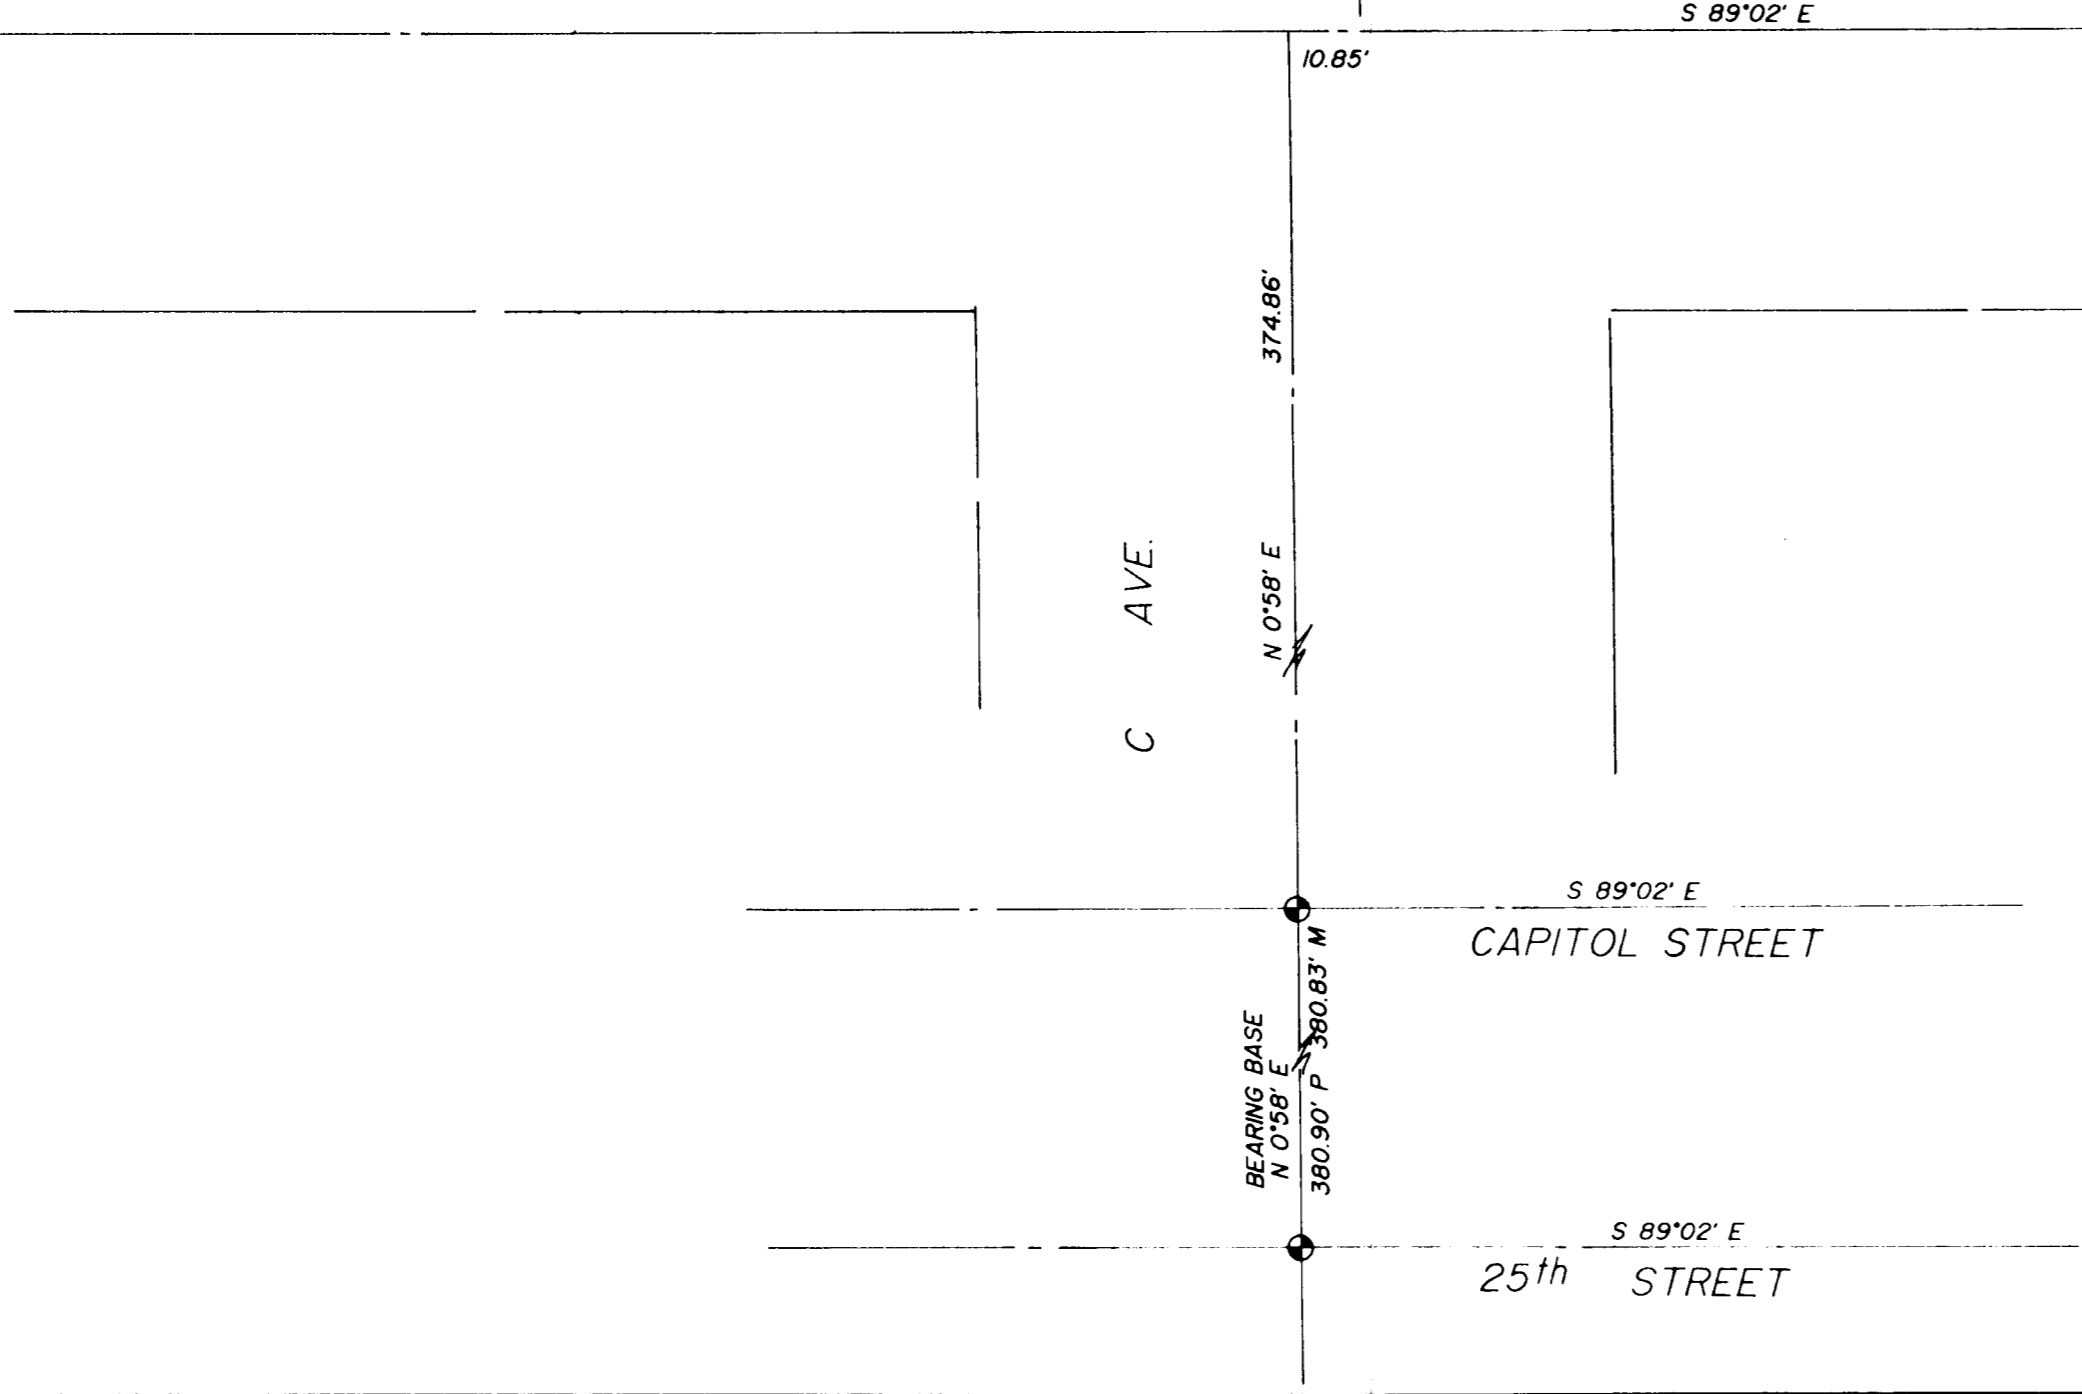 S 89°02' E
10.85'
374.86'
N 0°58' E
C AVE.
S 89°02' E
CAPITOL STREET
380.83' M
BEARING BASE
N 0°58' E
380.90' P
S 89°02' E
25th STREET